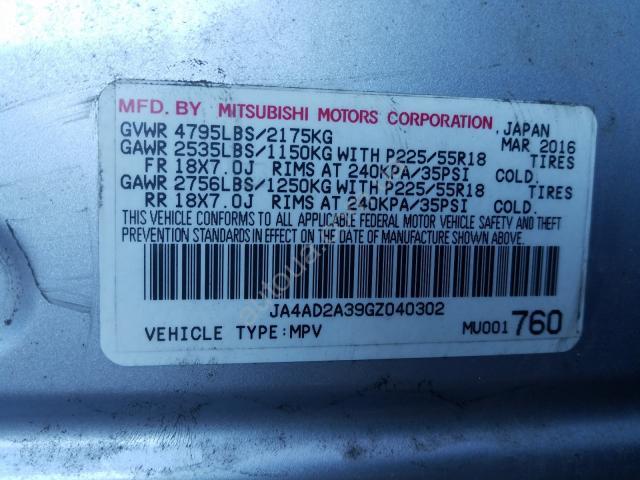 MFD. BY MITSUBISHI MOTORS CORPORATION, JAPAN
GVWR 4795LBS/2175KG MAR 2016
GAWR 2535LBS/1150KG WITH P225/55R18 TIRES
FR 18X7.0J RIMS AT 240KPA/35PSI COLD.
GAWR 2756LBS/1250KG WITH P225/55R18 TIRES
RR 18X7.0J RIMS AT 240KPA/35PSI COLD.
THIS VEHICLE CONFORMS TO ALL APPLICABLE FEDERAL MOTOR VEHICLE SAFETY AND THEFT
PREVENTION STANDARDS IN EFFECT ON THE DATE OF MANUFACTURE SHOWN ABOVE.
JA4AD2A39GZ040302
VEHICLE TYPE:MPV MU001 760